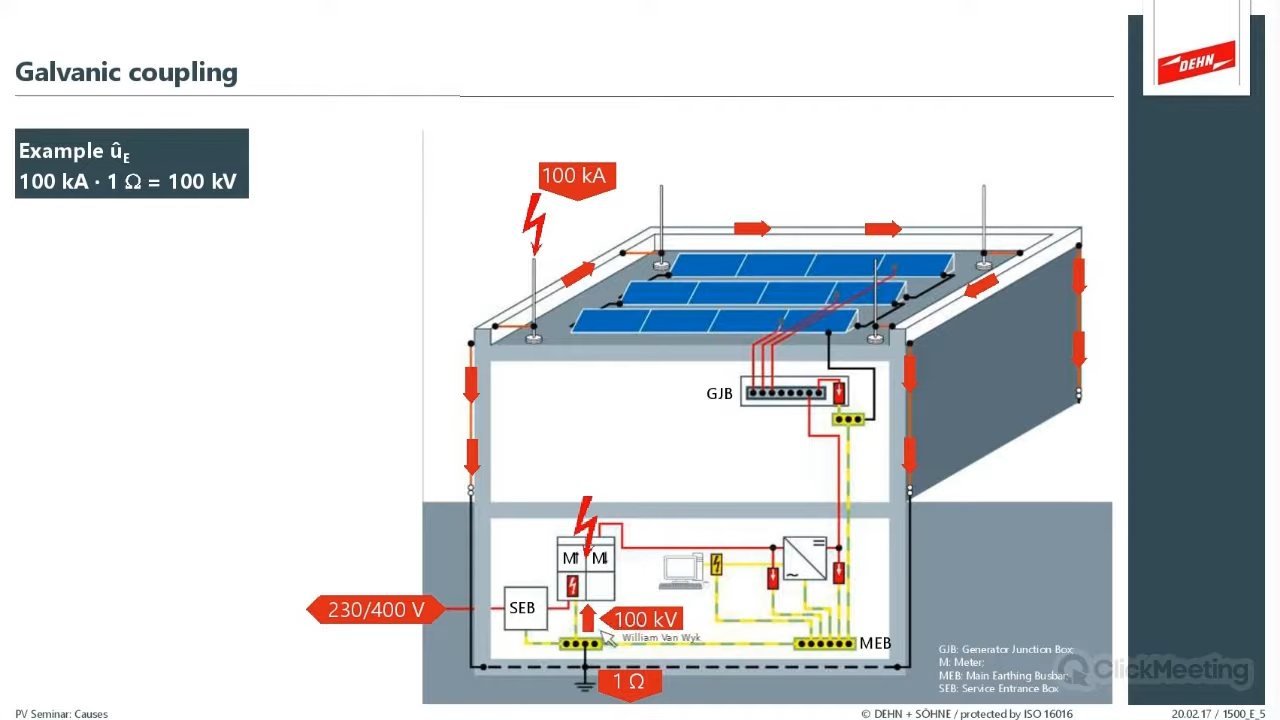 Galvanic coupling
DEHN
Example ûE
100 kA · 1 Ω = 100 kV
100 kA
GJB
M↑ M↓
230/400 V
SEB
100 kV
William Van Wyk
MEB
1 Ω
GJB: Generator Junction Box;
M: Meter;
MEB: Main Earthing Busbar;
SEB: Service Entrance Box
ClickMeeting
PV Seminar: Causes
© DEHN + SÖHNE / protected by ISO 16016
20.02.17 / 1500_E_5